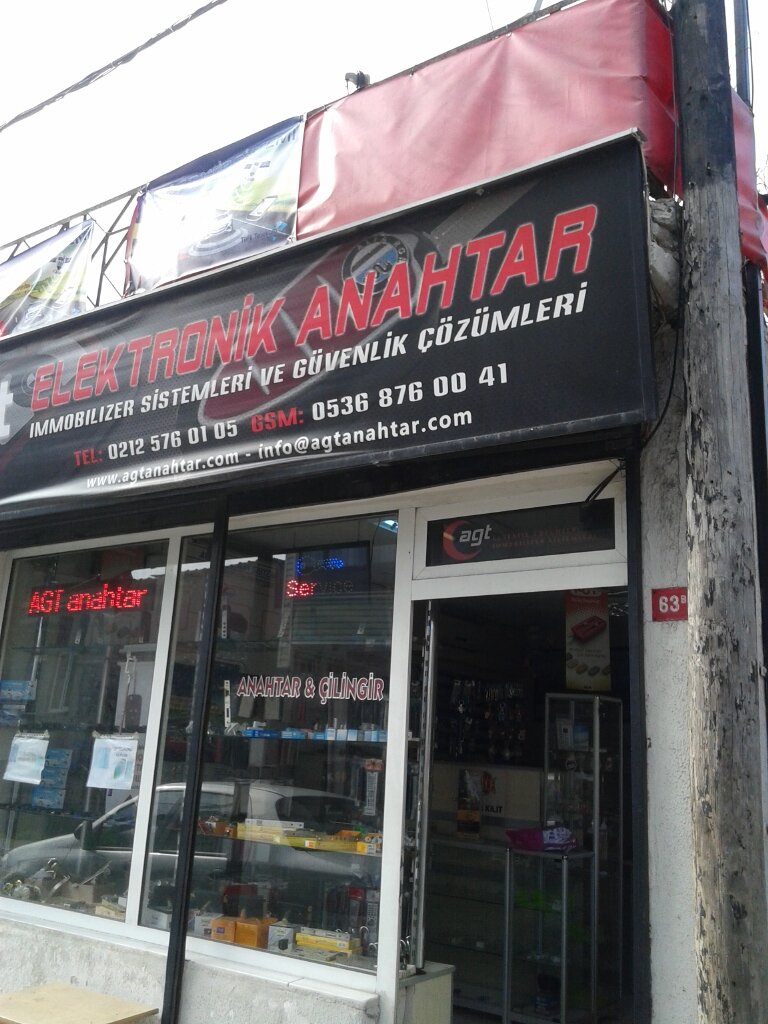 ELEKTRONİK ANAHTAR
IMMOBILIZER SİSTEMLERİ VE GÜVENLİK ÇÖZÜMLERİ
TEL: 0212 576 01 05 GSM: 0536 876 00 41
www.agtanahtar.com - info@agtanahtar.com
agt
AGT anahtar
Service
63B
ANAHTAR & ÇİLİNGİR